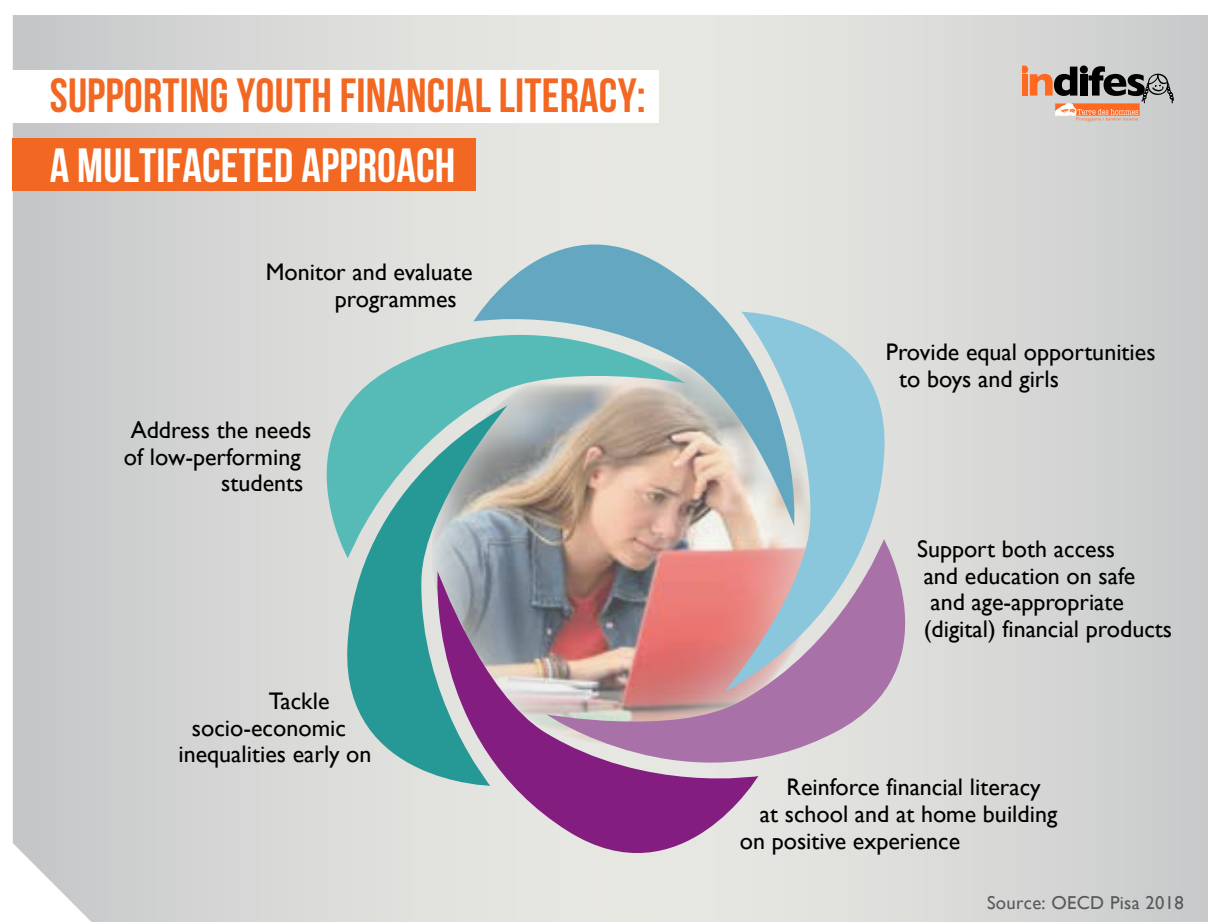 SUPPORTING YOUTH FINANCIAL LITERACY:
A MULTIFACETED APPROACH
indifesa
Terre des hommes
Monitor and evaluate
programmes
Provide equal opportunities
to boys and girls
Address the needs
of low-performing
students
Support both access
and education on safe
and age-appropriate
(digital) financial products
Tackle
socio-economic
inequalities early on
Reinforce financial literacy
at school and at home building
on positive experience
Source: OECD Pisa 2018